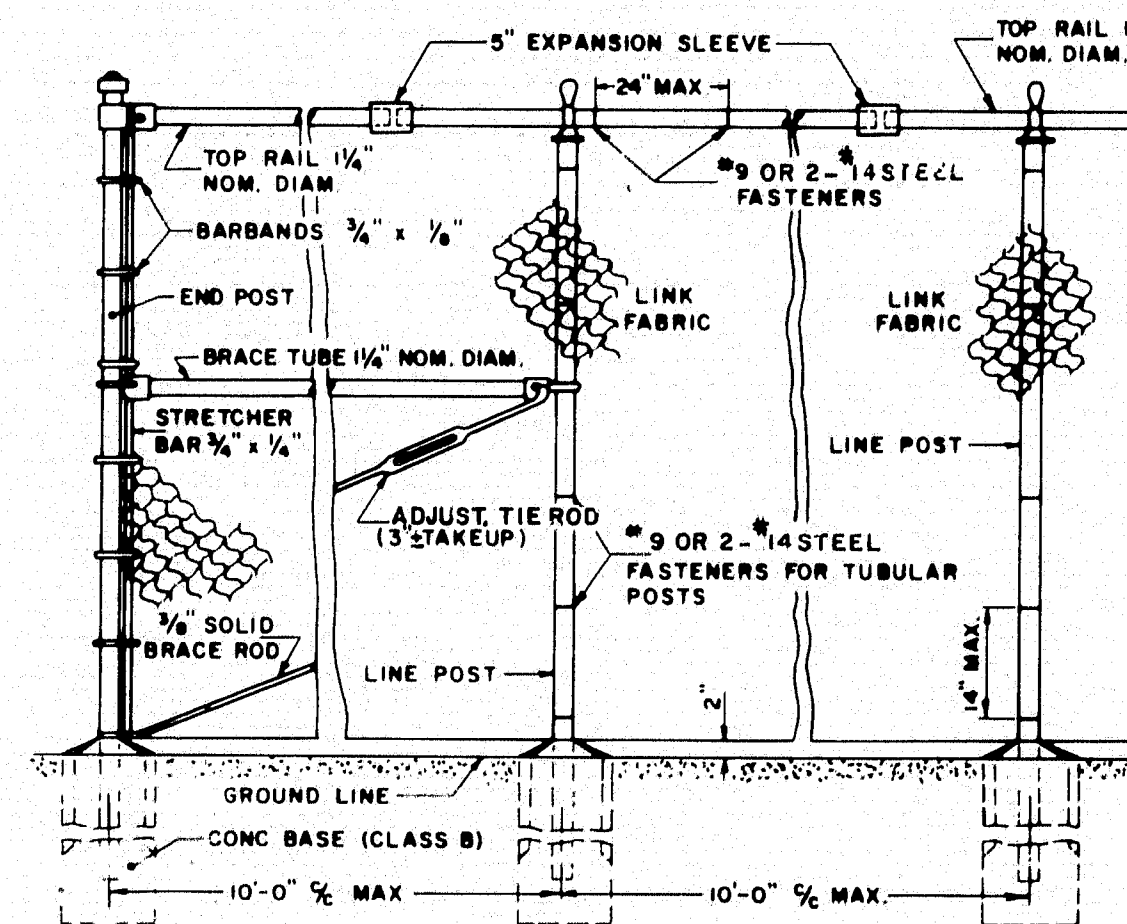 5" EXPANSION SLEEVE
TOP RAIL
NOM. DIAM.
24" MAX
TOP RAIL 1¼"
NOM. DIAM.
#9 OR 2-#14 STEEL
FASTENERS
BARBANDS ¾" x ⅛"
END POST
LINK
FABRIC
LINK
FABRIC
BRACE TUBE 1¼" NOM. DIAM.
STRETCHER
BAR ¾" x ¼"
LINE POST
ADJUST. TIE ROD
(3"±TAKEUP)
#9 OR 2-#14 STEEL
FASTENERS FOR TUBULAR
POSTS
⅜" SOLID
BRACE ROD
LINE POST
2"
14" MAX.
GROUND LINE
CONC BASE (CLASS B)
10'-0" C/C MAX
10'-0" C/C MAX.